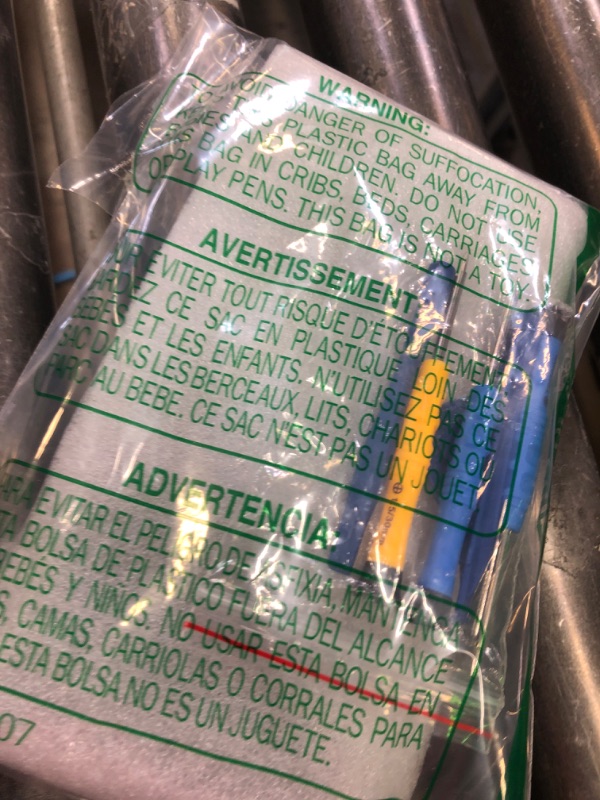 WARNING:
DANGER OF SUFFOCATION,
THIS PLASTIC BAG AWAY FROM
AND CHILDREN. DO NOT USE
BAG IN CRIBS, BEDS, CARRIAGES
PLAY PENS. THIS BAG IS NOT A TOY.
AVERTISSEMENT
EVITER TOUT RISQUE D'ETOUFFEMENT
CE SAC EN PLASTIQUE LOIN DES
ET LES ENFANTS. N'UTILISEZ PAS CE
SAC DANS LES BERCEAUX, LITS, CHARIOTS OU
PARC AU BEBE. CE SAC N'EST PAS UN JOUET.
ADVERTENCIA:
EVITAR EL PELIGRO DE ASFIXIA, MANTENGA
BOLSA DE PLASTICO FUERA DEL ALCANCE
BEBÉS Y NIÑOS. NO USAR ESTA BOLSA EN
CAMAS, CARRIOLAS O CORRALES PARA
ESTA BOLSA NO ES UN JUGUETE.
07